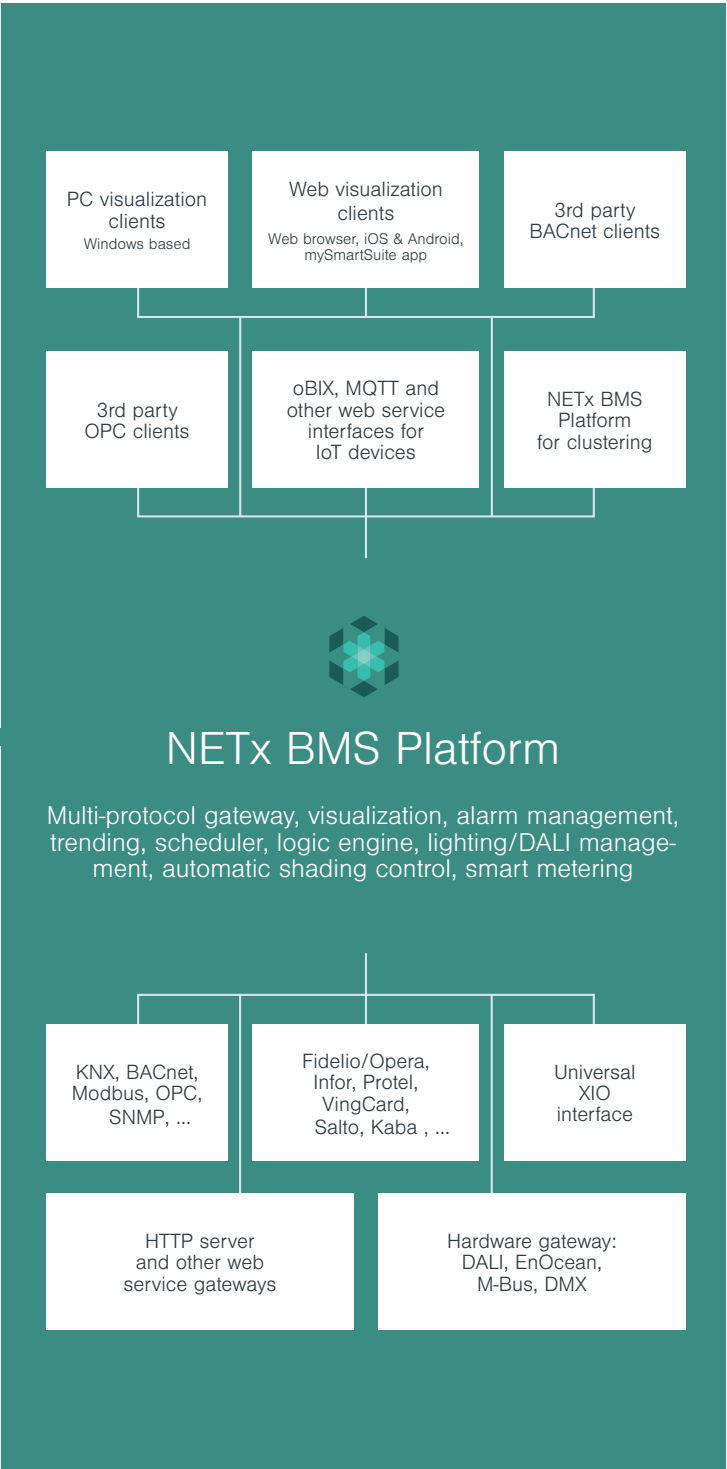 PC visualization
clients
Windows based
Web visualization
clients
Web browser, iOS & Android,
mySmartSuite app
3rd party
BACnet clients
3rd party
OPC clients
oBIX, MQTT and
other web service
interfaces for
IoT devices
NETx BMS
Platform
for clustering
NETx BMS Platform
Multi-protocol gateway, visualization, alarm management,
trending, scheduler, logic engine, lighting/DALI manage-
ment, automatic shading control, smart metering
KNX, BACnet,
Modbus, OPC,
SNMP, ...
Fidelio/Opera,
Infor, Protel,
VingCard,
Salto, Kaba , ...
Universal
XIO
interface
HTTP server
and other web
service gateways
Hardware gateway:
DALI, EnOcean,
M-Bus, DMX